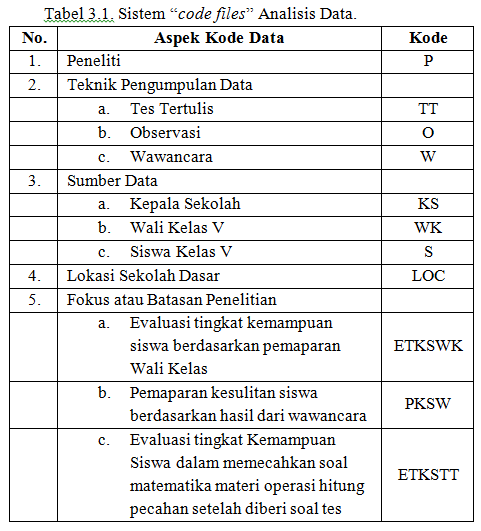 Tabel 3.1. Sistem “code files” Analisis Data.
No. Aspek Kode Data Kode
1. Peneliti P
2. Teknik Pengumpulan Data
a. Tes Tertulis TT
b. Observasi O
c. Wawancara W
3. Sumber Data
a. Kepala Sekolah KS
b. Wali Kelas V WK
c. Siswa Kelas V S
4. Lokasi Sekolah Dasar LOC
5. Fokus atau Batasan Penelitian
a. Evaluasi tingkat kemampuan
siswa berdasarkan pemaparan
Wali Kelas
ETKSWK
b. Pemaparan kesulitan siswa
berdasarkan hasil dari wawancara
PKSW
c. Evaluasi tingkat Kemampuan
Siswa dalam memecahkan soal
matematika materi operasi hitung
pecahan setelah diberi soal tes
ETKSTT